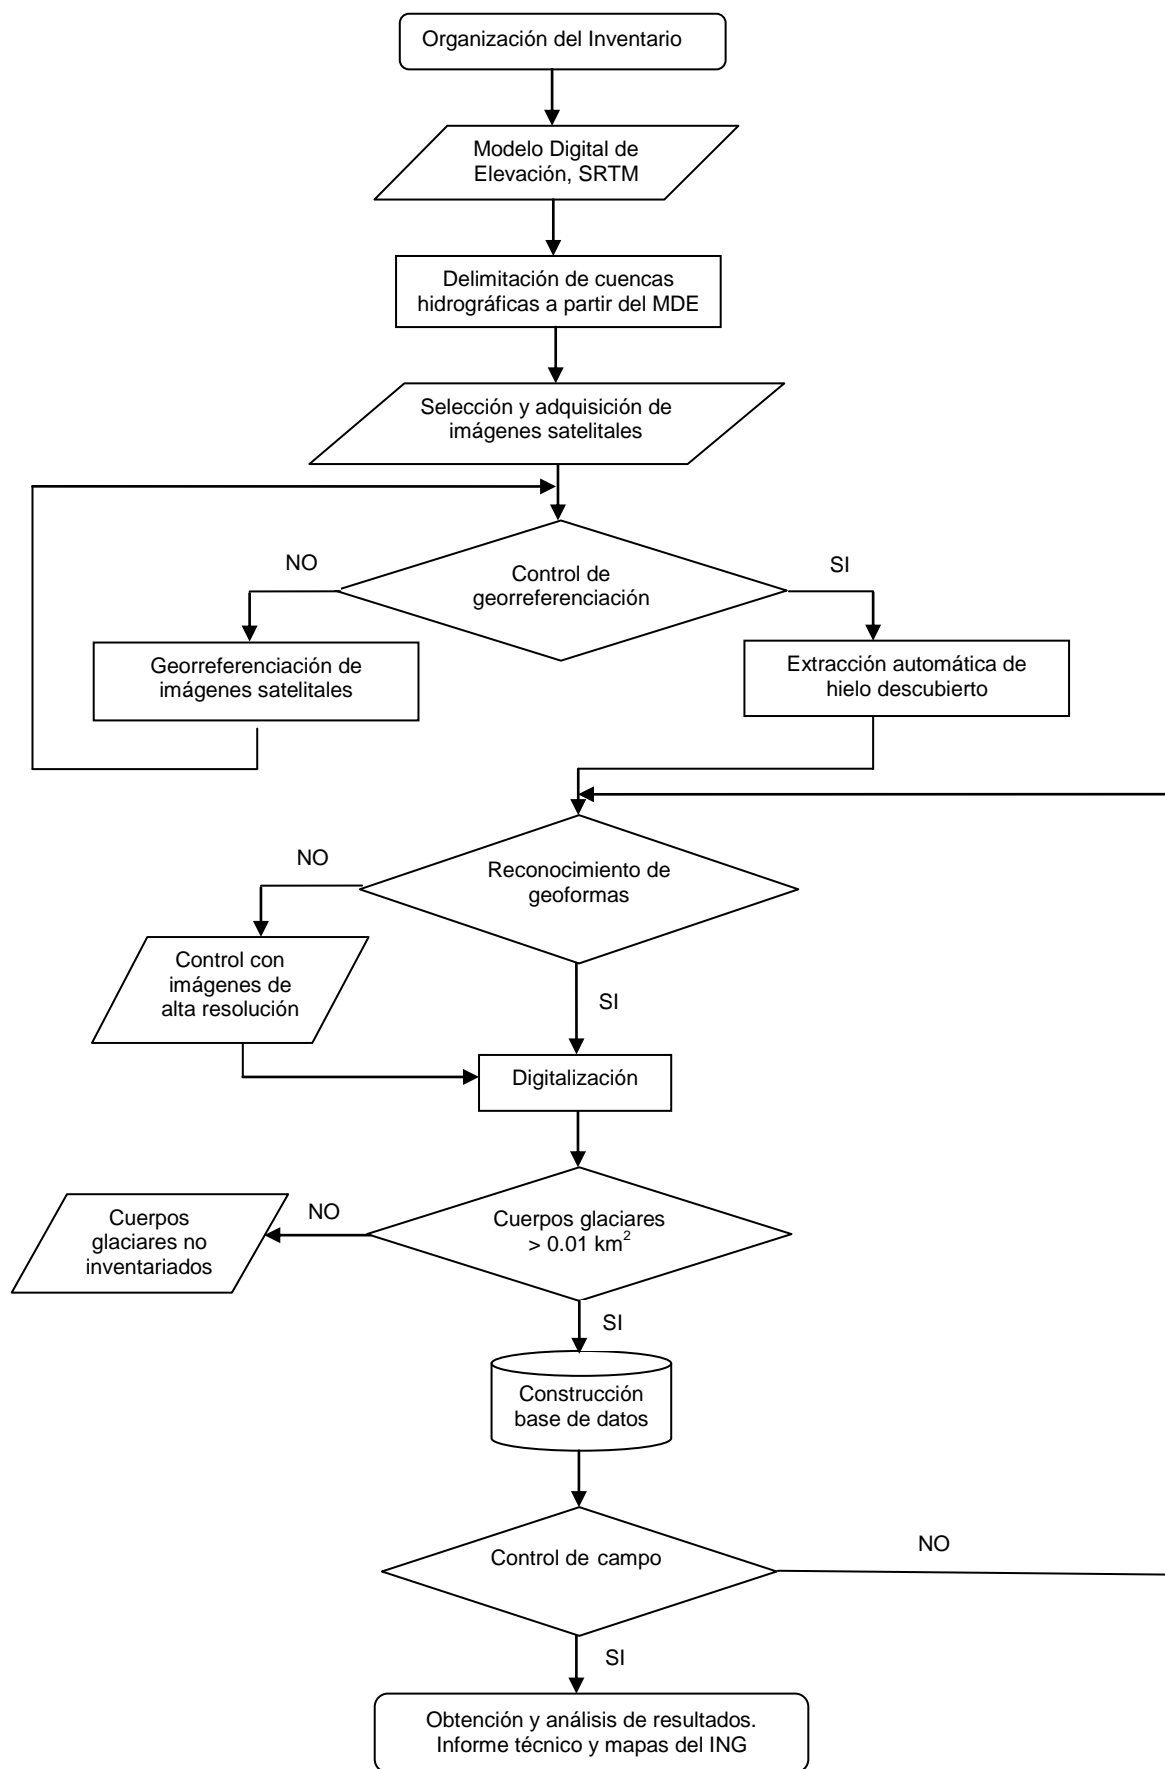 Organización del Inventario
Modelo Digital de
Elevación, SRTM
Delimitación de cuencas
hidrográficas a partir del MDE
Selección y adquisición de
imágenes satelitales
NO
SI
Control de
georreferenciación
Georreferenciación de
imágenes satelitales
Extracción automática de
hielo descubierto
NO
Reconocimiento de
geoformas
Control con
imágenes de
alta resolución
SI
Digitalización
NO
Cuerpos
glaciares no
inventariados
Cuerpos glaciares
> 0.01 km²
SI
Construcción
base de datos
Control de campo
NO
SI
Obtención y análisis de resultados.
Informe técnico y mapas del ING